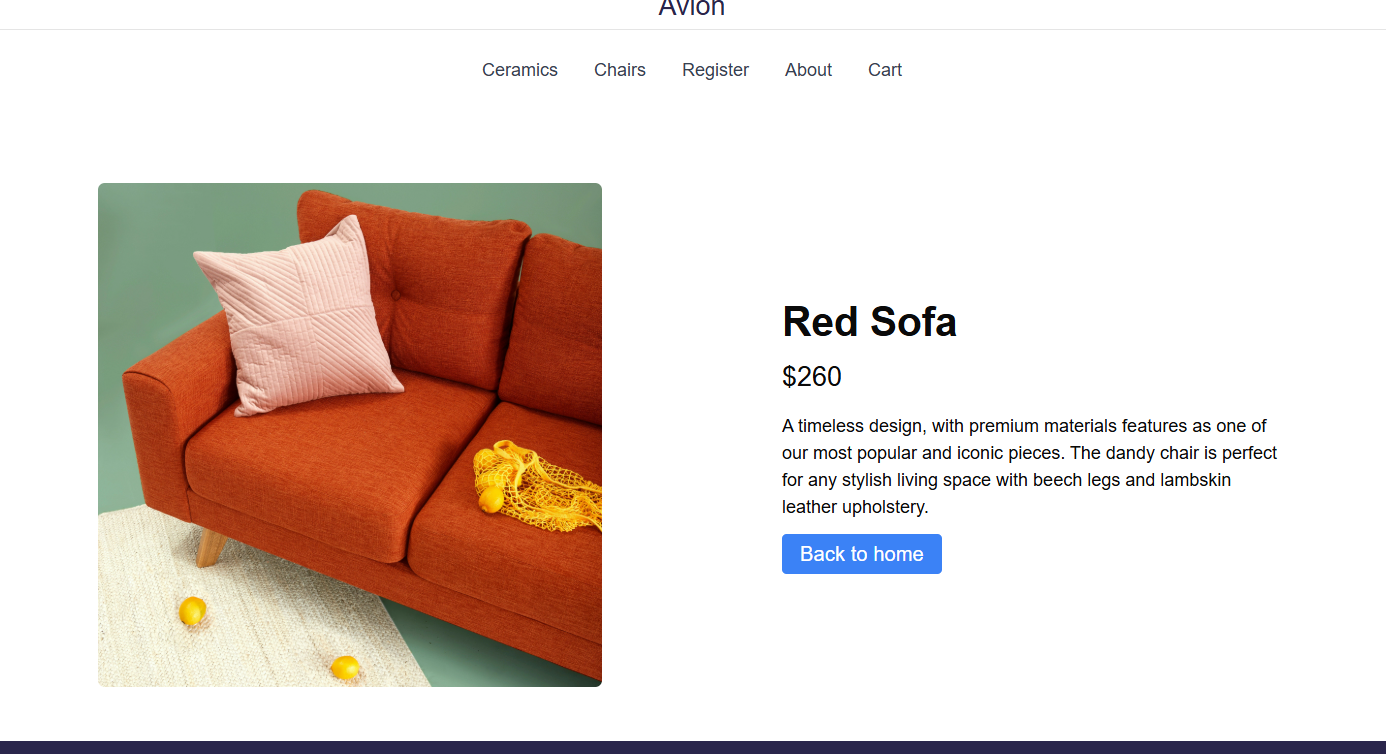 Avion
Ceramics Chairs Register About Cart
Red Sofa
$260
A timeless design, with premium materials features as one of
our most popular and iconic pieces. The dandy chair is perfect
for any stylish living space with beech legs and lambskin
leather upholstery.
Back to home